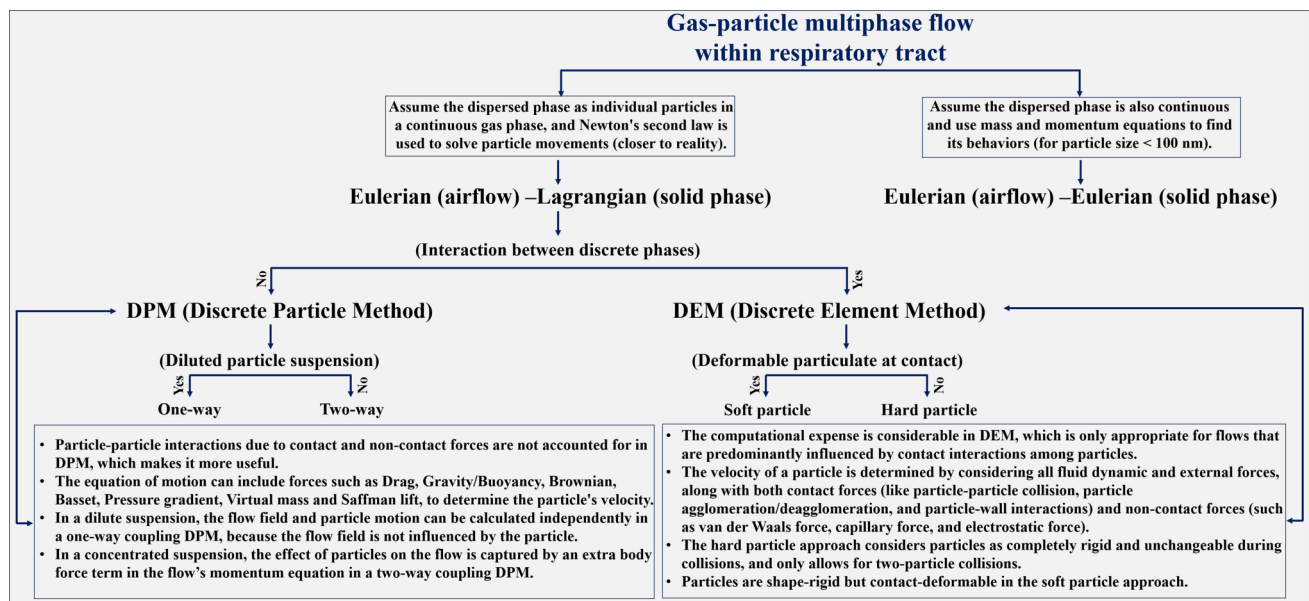 Gas-particle multiphase flow
within respiratory tract
Assume the dispersed phase as individual particles in
a continuous gas phase, and Newton's second law is
used to solve particle movements (closer to reality).
Assume the dispersed phase is also continuous
and use mass and momentum equations to find
its behaviors (for particle size < 100 nm).
Eulerian (airflow) –Lagrangian (solid phase)
Eulerian (airflow) –Eulerian (solid phase)
(Interaction between discrete phases)
No
Yes
DPM (Discrete Particle Method)
DEM (Discrete Element Method)
(Diluted particle suspension)
(Deformable particulate at contact)
Yes
No
Yes
No
One-way
Two-way
Soft particle
Hard particle
• Particle-particle interactions due to contact and non-contact forces are not accounted for in
DPM, which makes it more useful.
• The equation of motion can include forces such as Drag, Gravity/Buoyancy, Brownian,
Basset, Pressure gradient, Virtual mass and Saffman lift, to determine the particle's velocity.
• In a dilute suspension, the flow field and particle motion can be calculated independently in
a one-way coupling DPM, because the flow field is not influenced by the particle.
• In a concentrated suspension, the effect of particles on the flow is captured by an extra body
force term in the flow's momentum equation in a two-way coupling DPM.
• The computational expense is considerable in DEM, which is only appropriate for flows that
are predominantly influenced by contact interactions among particles.
• The velocity of a particle is determined by considering all fluid dynamic and external forces,
along with both contact forces (like particle-particle collision, particle
agglomeration/deagglomeration, and particle-wall interactions) and non-contact forces (such
as van der Waals force, capillary force, and electrostatic force).
• The hard particle approach considers particles as completely rigid and unchangeable during
collisions, and only allows for two-particle collisions.
• Particles are shape-rigid but contact-deformable in the soft particle approach.